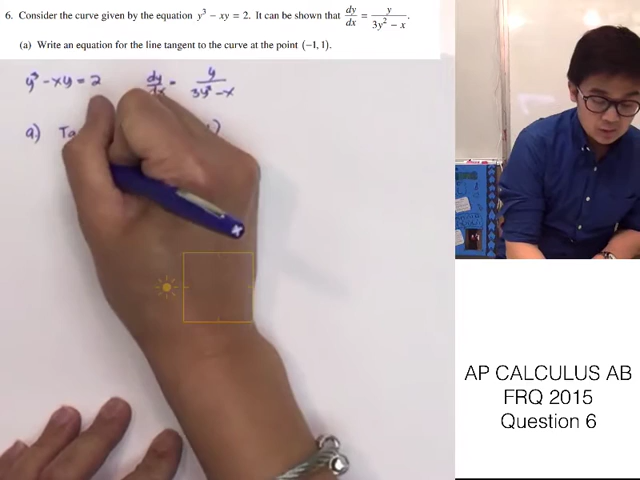 6. Consider the curve given by the equation y³ − xy = 2. It can be shown that dy/dx = y/(3y² − x).
(a) Write an equation for the line tangent to the curve at the point (−1, 1).
y³ - xy = 2 dy/dx = y/(3y² - x)
a)
AP CALCULUS AB
FRQ 2015
Question 6